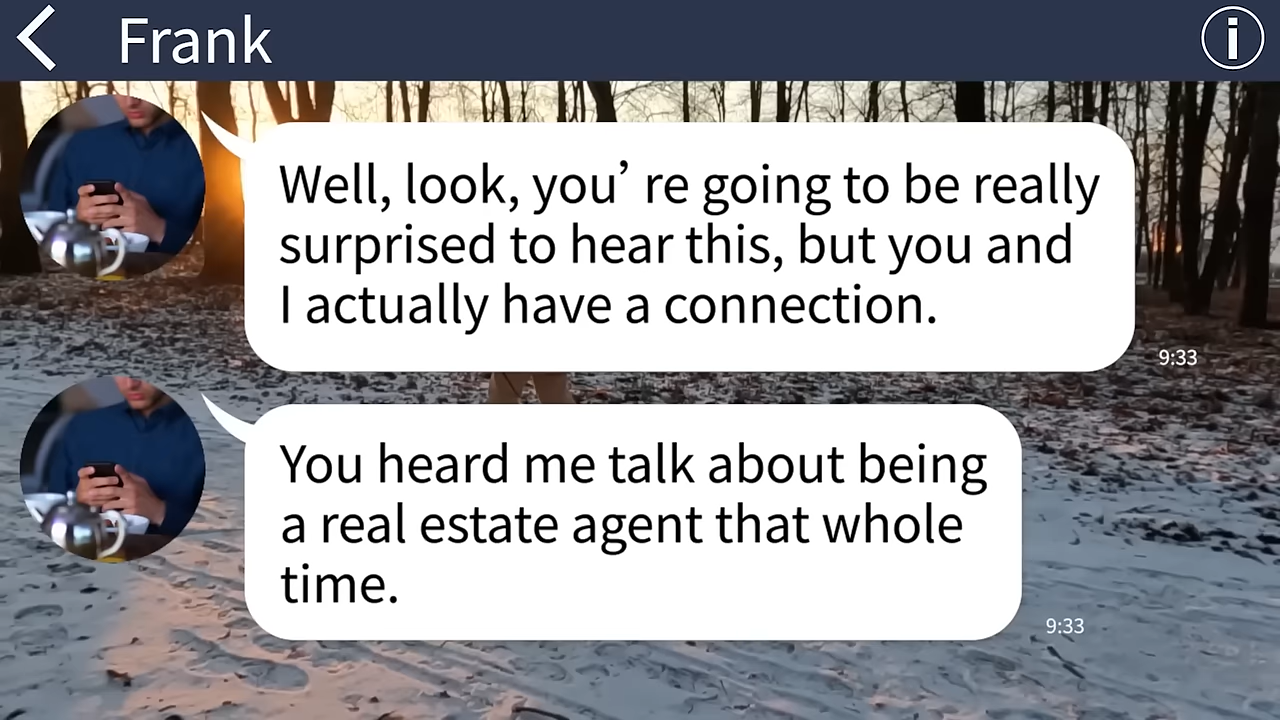 Frank
Well, look, you’ re going to be really
surprised to hear this, but you and
I actually have a connection.
9:33
You heard me talk about being
a real estate agent that whole
time.
9:33